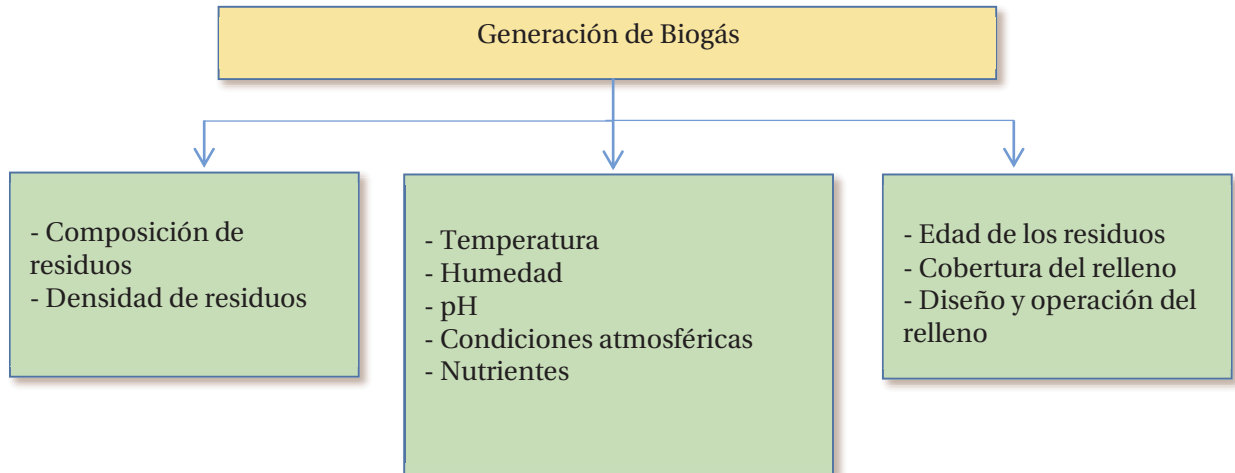 Generación de Biogás
- Composición de
residuos
- Densidad de residuos
- Temperatura
- Humedad
- pH
- Condiciones atmosféricas
- Nutrientes
- Edad de los residuos
- Cobertura del relleno
- Diseño y operación del
relleno